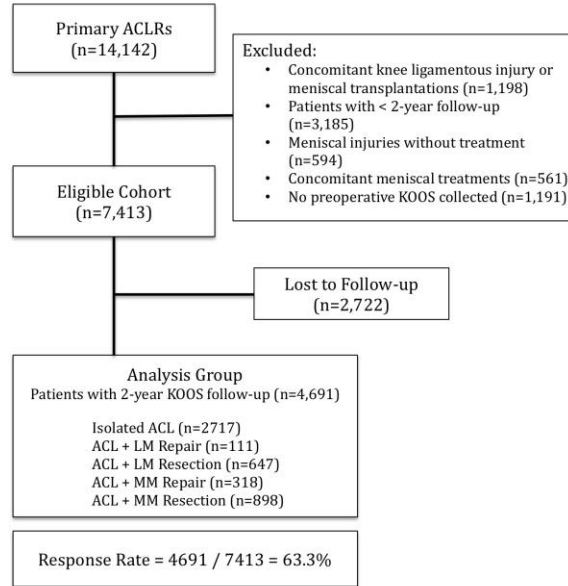 Primary ACLRs
(n=14,142)
Excluded:
• Concomitant knee ligamentous injury or
meniscal transplantations (n=1,198)
• Patients with < 2-year follow-up
(n=3,185)
• Meniscal injuries without treatment
(n=594)
• Concomitant meniscal treatments (n=561)
• No preoperative KOOS collected (n=1,191)
Eligible Cohort
(n=7,413)
Lost to Follow-up
(n=2,722)
Analysis Group
Patients with 2-year KOOS follow-up (n=4,691)
Isolated ACL (n=2717)
ACL + LM Repair (n=111)
ACL + LM Resection (n=647)
ACL + MM Repair (n=318)
ACL + MM Resection (n=898)
Response Rate = 4691 / 7413 = 63.3%